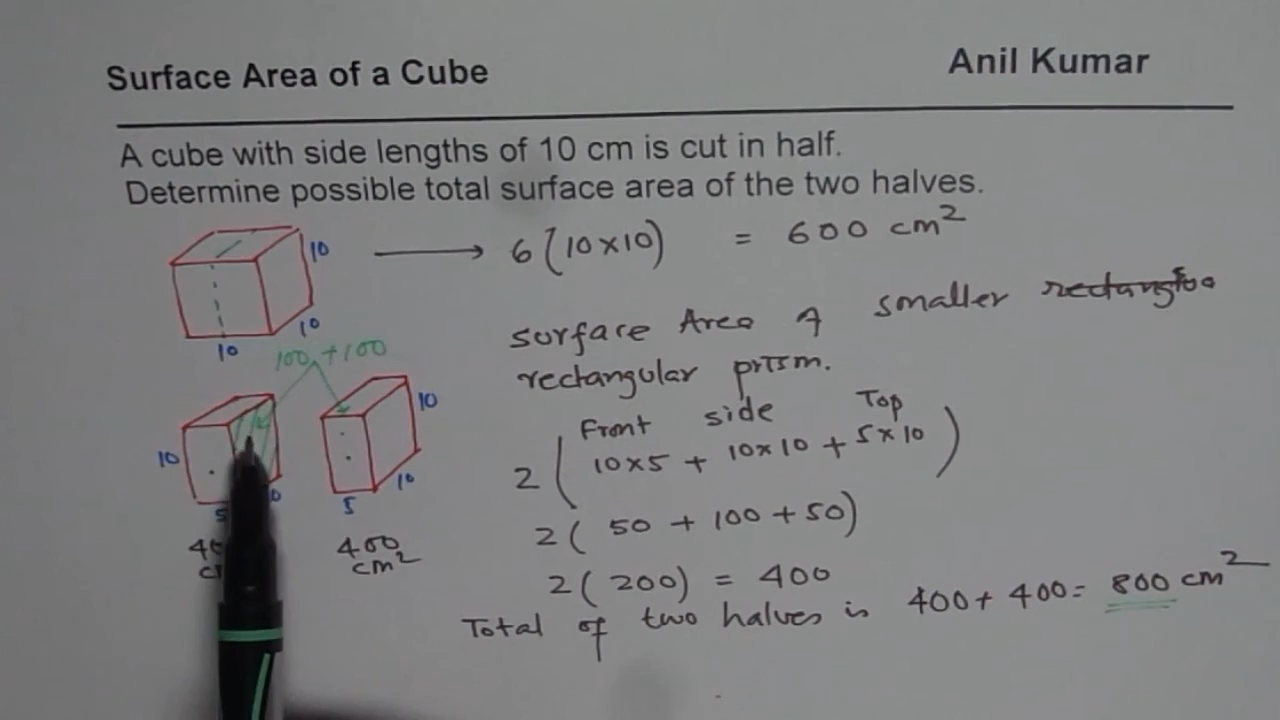 Surface Area of a Cube
Anil Kumar
A cube with side lengths of 10 cm is cut in half.
Determine possible total surface area of the two halves.
10
10
10
6(10×10) = 600 cm²
Surface Area of smaller
rectangular prism.
100 + 100
Front side Top
2(10×5 + 10×10 + 5×10)
10
5
10
10
5
2(50 + 100 + 50)
400
cm²
2(200) = 400
Total of two halves is 400 + 400 = 800 cm²